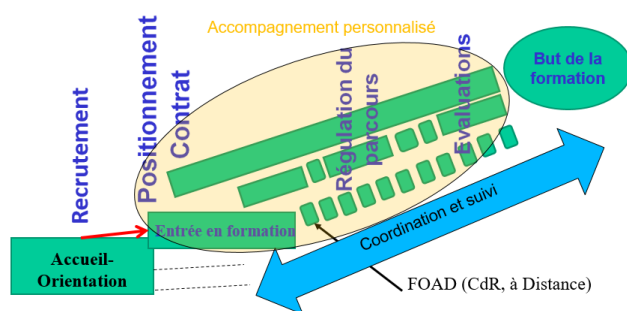 Accompagnement personnalisé
Recrutement
Positionnement
Contrat
Régulation du
parcours
Evaluations
But de la
formation
Entrée en formation
Accueil-
Orientation
Coordination et suivi
FOAD (CdR, à Distance)